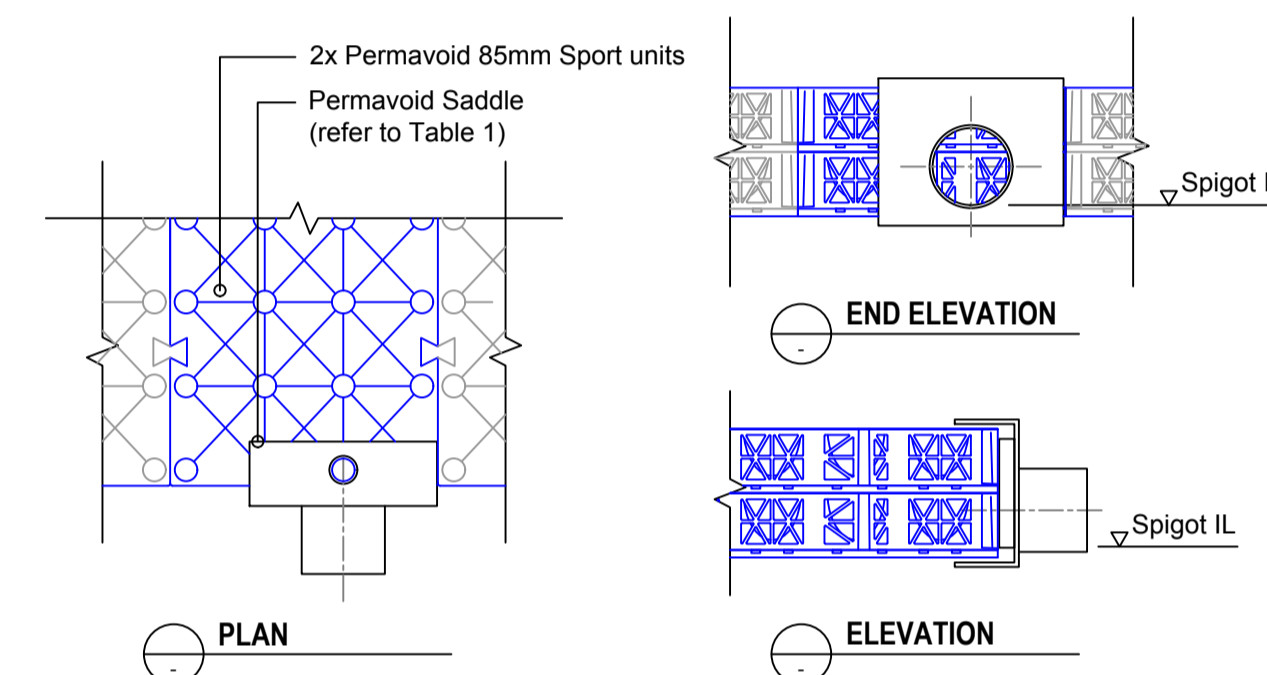 2x Permavoid 85mm Sport units
Permavoid Saddle
(refer to Table 1)
Spigot
END ELEVATION
-
Spigot IL
PLAN
-
ELEVATION
-